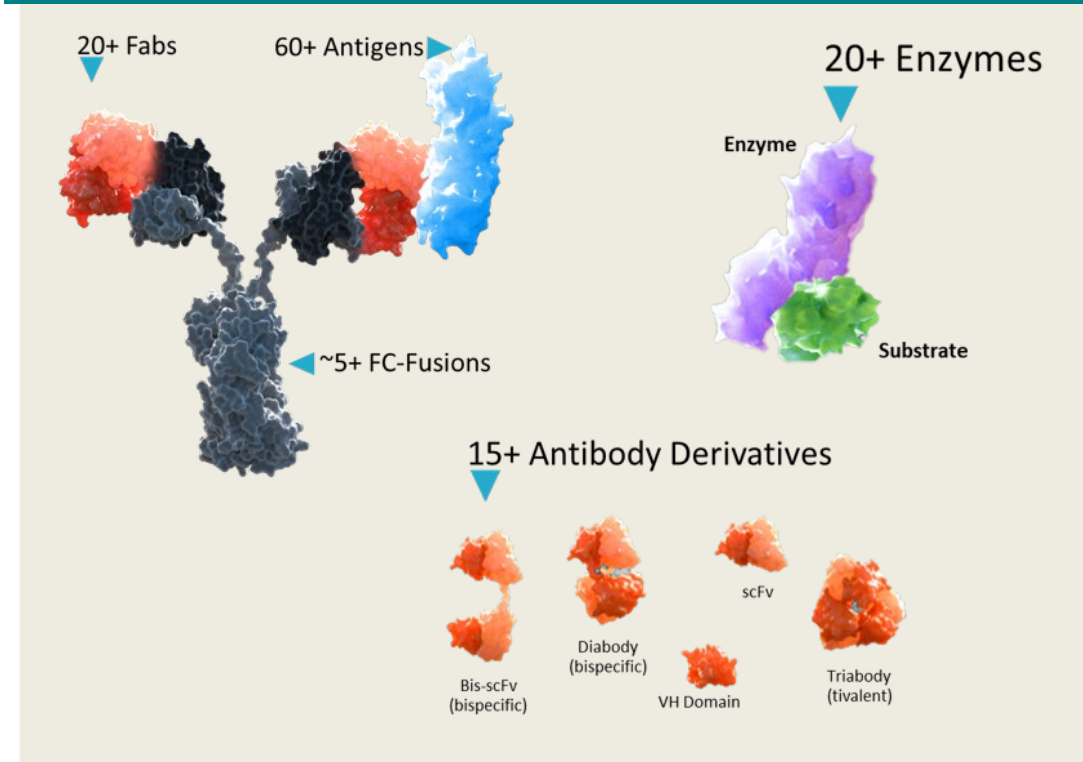 20+ Fabs
60+ Antigens
20+ Enzymes
Enzyme
Substrate
~5+ FC-Fusions
15+ Antibody Derivatives
Bis-scFv
(bispecific)
Diabody
(bispecific)
scFv
VH Domain
Triabody
(tivalent)